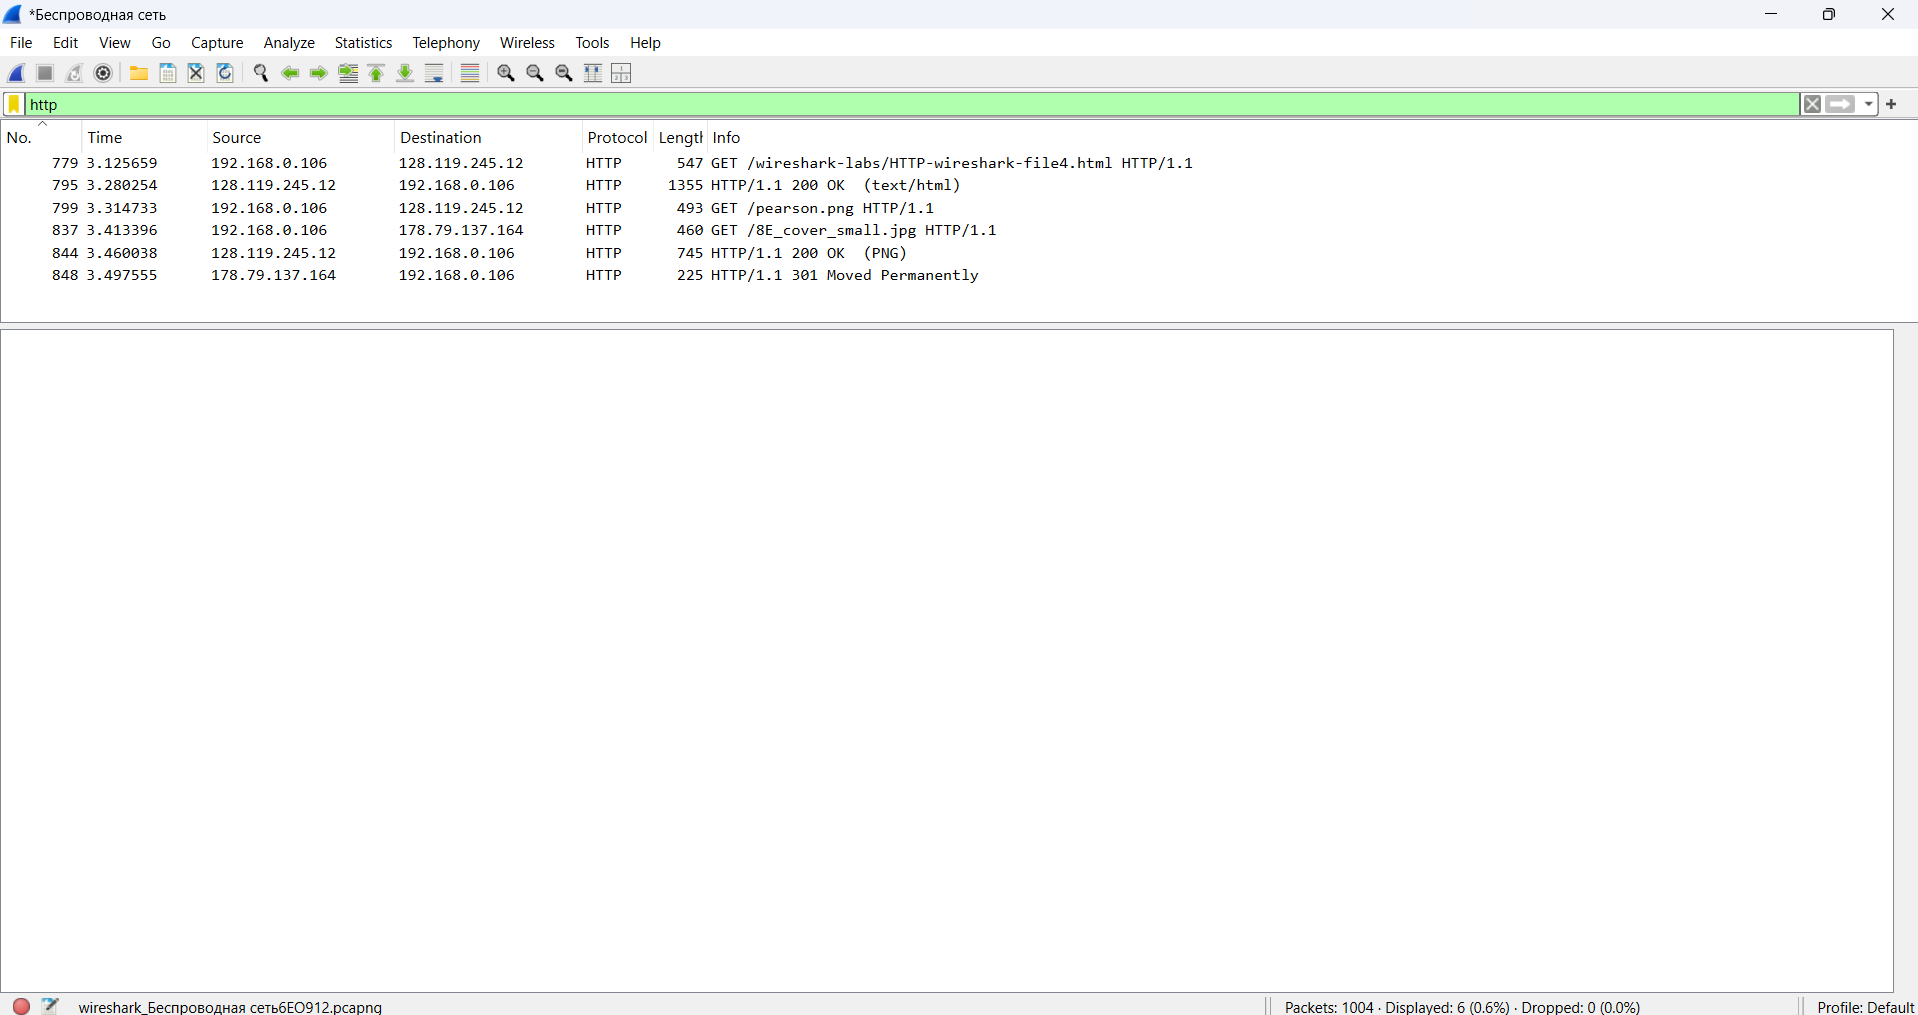 *Беспроводная сеть
File Edit View Go Capture Analyze Statistics Telephony Wireless Tools Help
http
No. Time Source Destination Protocol Length Info
779 3.125659 192.168.0.106 128.119.245.12 HTTP 547 GET /wireshark-labs/HTTP-wireshark-file4.html HTTP/1.1
795 3.280254 128.119.245.12 192.168.0.106 HTTP 1355 HTTP/1.1 200 OK (text/html)
799 3.314733 192.168.0.106 128.119.245.12 HTTP 493 GET /pearson.png HTTP/1.1
837 3.413396 192.168.0.106 178.79.137.164 HTTP 460 GET /8E_cover_small.jpg HTTP/1.1
844 3.460038 128.119.245.12 192.168.0.106 HTTP 745 HTTP/1.1 200 OK (PNG)
848 3.497555 178.79.137.164 192.168.0.106 HTTP 225 HTTP/1.1 301 Moved Permanently
wireshark_Беспроводная сеть6EO912.pcapng Packets: 1004 · Displayed: 6 (0.6%) · Dropped: 0 (0.0%) Profile: Default